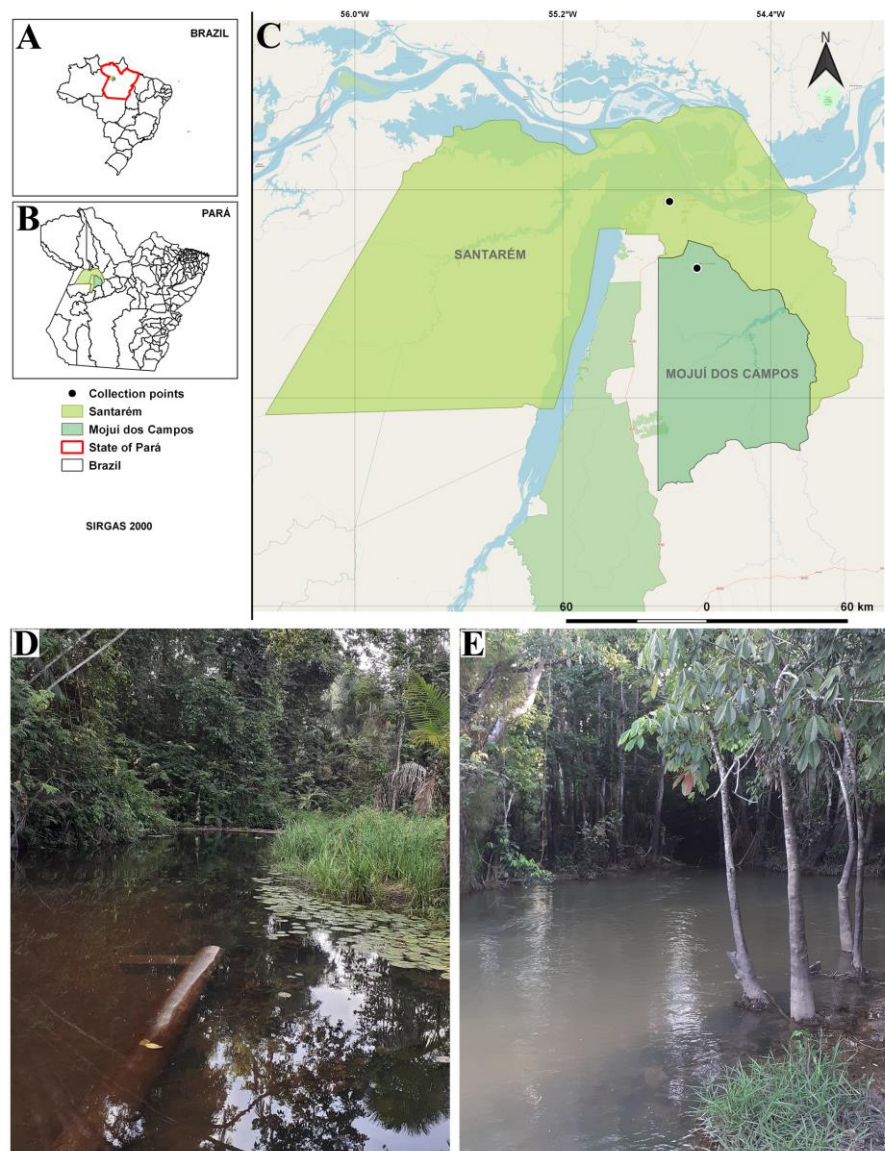 A
BRAZIL
B
PARÁ
Collection points
Santarém
Mojuí dos Campos
State of Pará
Brazil
SIRGAS 2000
56.0°W
55.2°W
54.4°W
C
N
SANTARÉM
MOJUÍ DOS CAMPOS
60
0
60 km
D
E